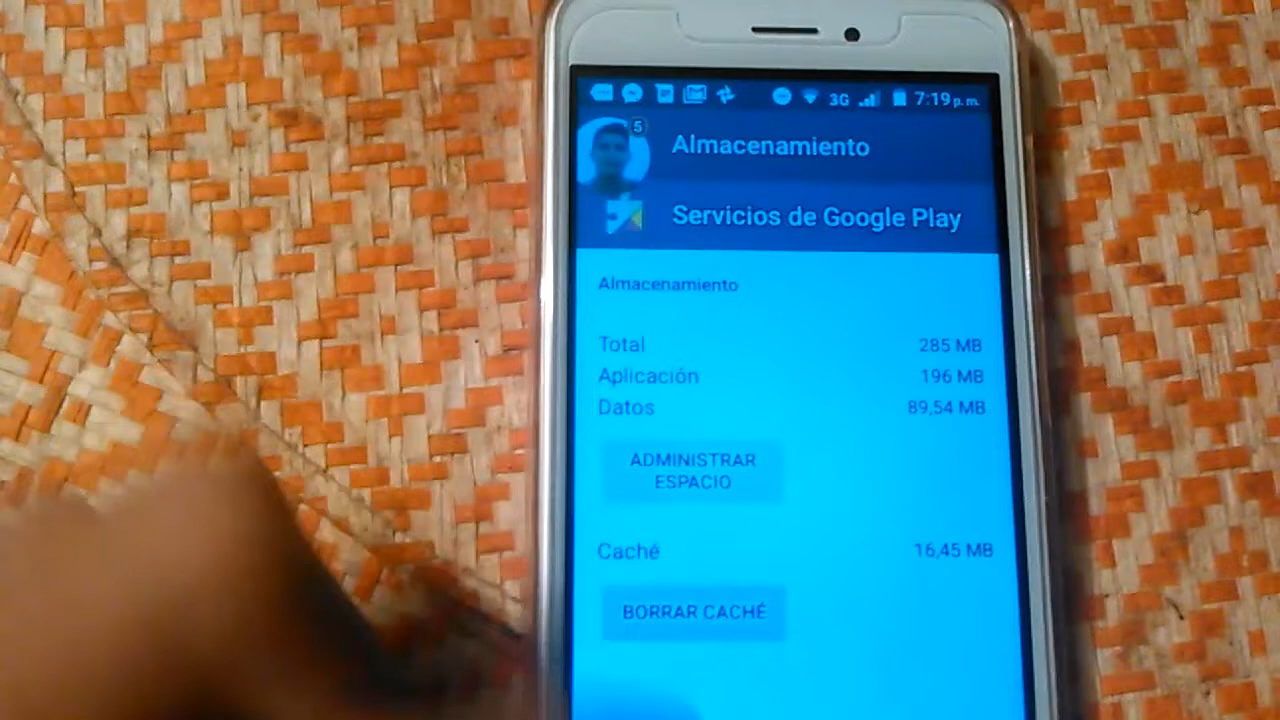 3G 7:19 p. m.
5
Almacenamiento
Servicios de Google Play
Almacenamiento
Total 285 MB
Aplicación 196 MB
Datos 89,54 MB
ADMINISTRAR
ESPACIO
Caché 16,45 MB
BORRAR CACHÉ